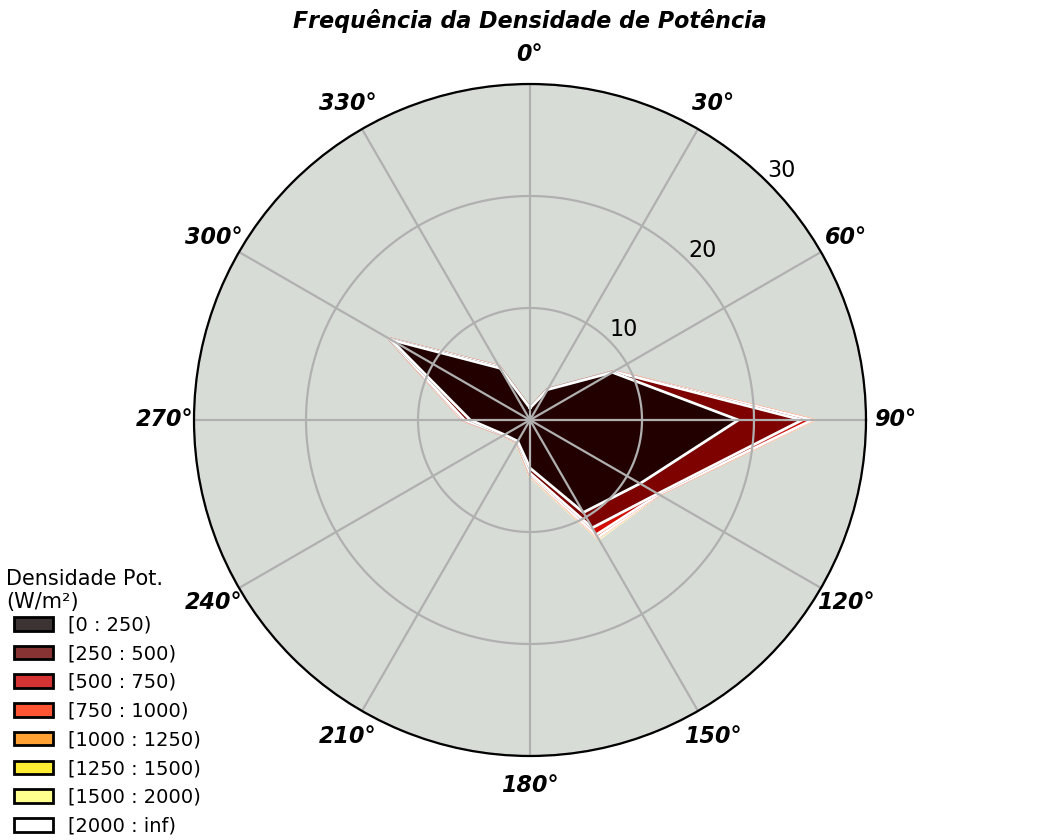 Frequência da Densidade de Potência
0°
330°
30°
30
300°
60°
20
10
270°
90°
240°
120°
210°
150°
180°
Densidade Pot.
(W/m²)
[0 : 250)
[250 : 500)
[500 : 750)
[750 : 1000)
[1000 : 1250)
[1250 : 1500)
[1500 : 2000)
[2000 : inf)